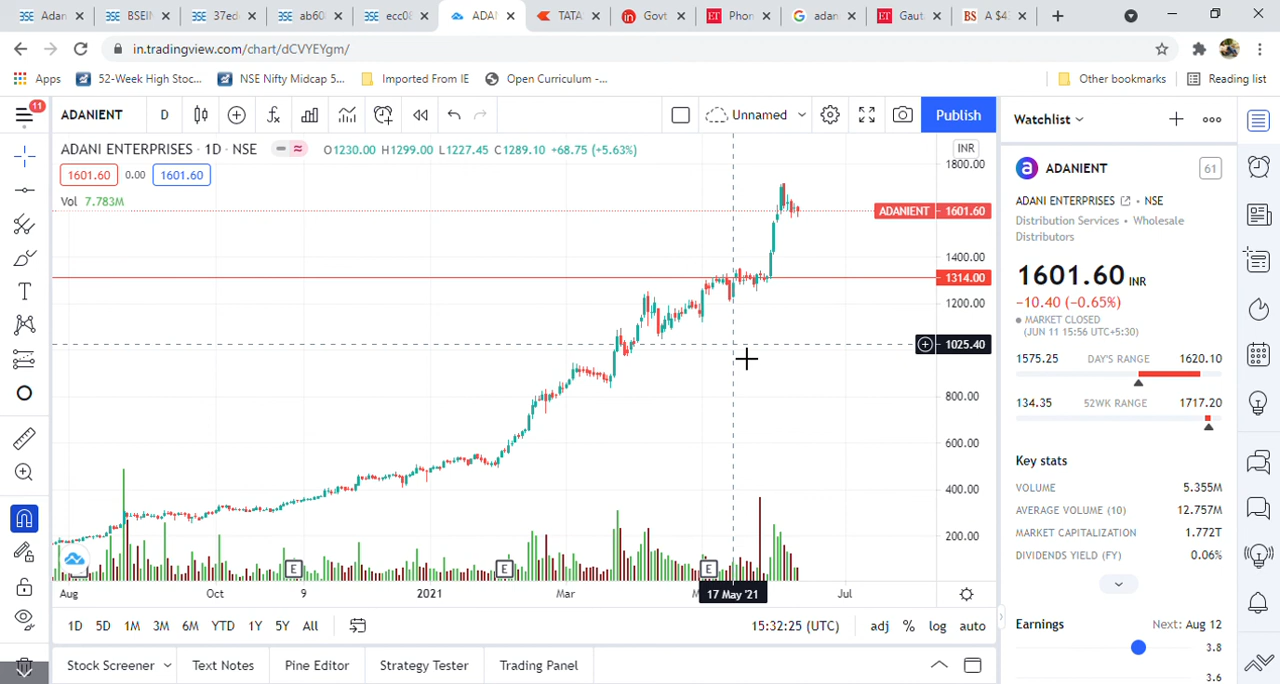 Adan
BSEIN
37ed
ab60
ecc08
ADAN
TATA
Govt
Phon
adan
Gaut
A $4
in.tradingview.com/chart/dCVYEYgm/
Apps
52-Week High Stoc...
NSE Nifty Midcap 5...
Imported From IE
Open Curriculum -...
Other bookmarks
Reading list
11
ADANIENT
D
Unnamed
Publish
Watchlist
ADANI ENTERPRISES · 1D · NSE
O1230.00 H1299.00 L1227.45 C1289.10 +68.75 (+5.63%)
1601.60
0.00
1601.60
Vol 7.783M
INR
1800.00
ADANIENT 1601.60
1400.00
1314.00
1200.00
1025.40
800.00
600.00
400.00
200.00
E
E
E
Aug
Oct
9
2021
Mar
17 May '21
Jul
1D
5D
1M
3M
6M
YTD
1Y
5Y
All
15:32:25 (UTC)
adj
%
log
auto
Stock Screener
Text Notes
Pine Editor
Strategy Tester
Trading Panel
ADANIENT
61
ADANI ENTERPRISES • NSE
Distribution Services • Wholesale
Distributors
1601.60 INR
−10.40 (−0.65%)
MARKET CLOSED
(JUN 11 15:56 UTC+5:30)
1575.25 DAY'S RANGE 1620.10
134.35 52WK RANGE 1717.20
Key stats
VOLUME 5.355M
AVERAGE VOLUME (10) 12.757M
MARKET CAPITALIZATION 1.772T
DIVIDENDS YIELD (FY) 0.06%
Earnings Next: Aug 12
3.8
3.6